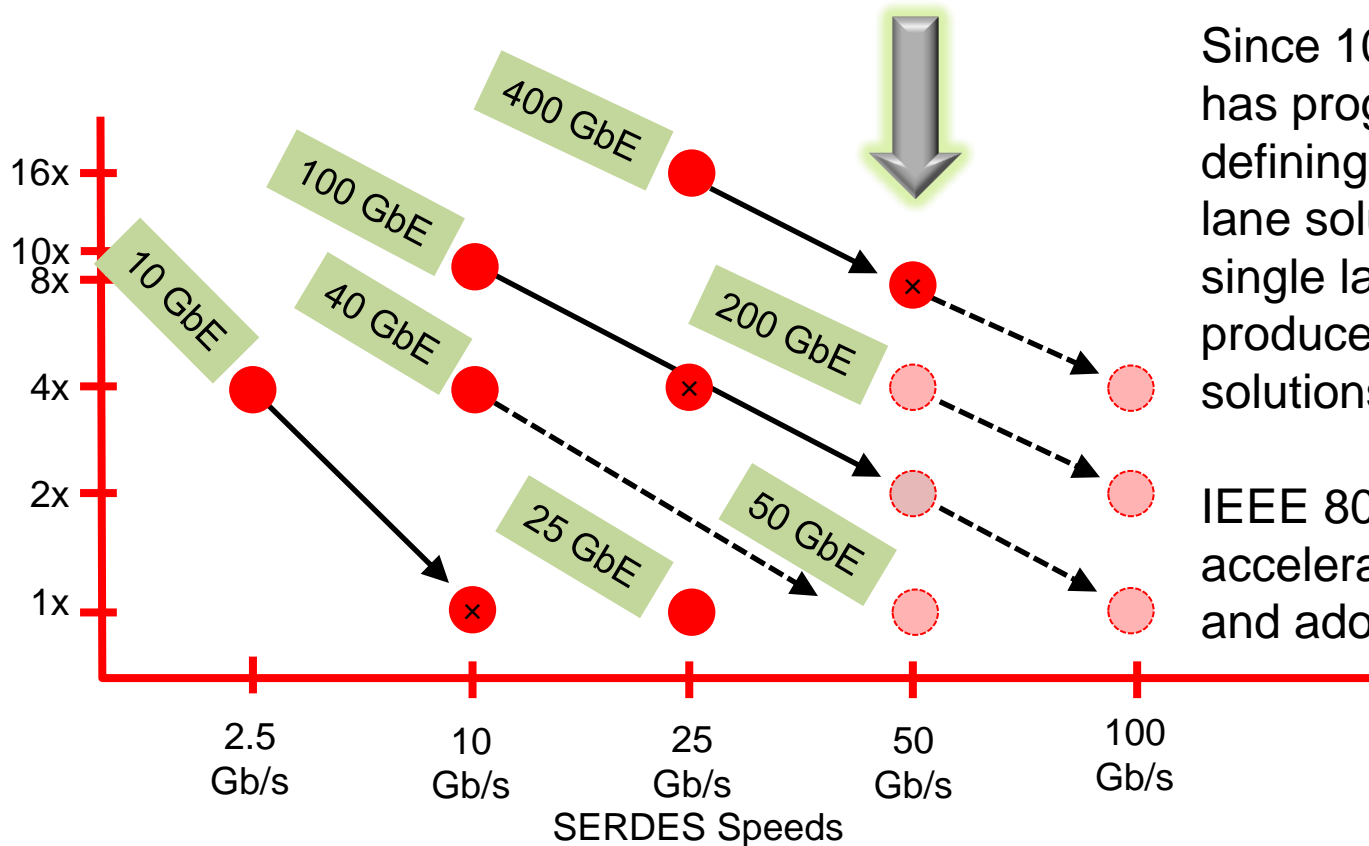 400 GbE
100 GbE
10 GbE
40 GbE
200 GbE
25 GbE
50 GbE
16x
10x
8x
4x
2x
1x
×
×
×
×
2.5
Gb/s
10
Gb/s
25
Gb/s
50
Gb/s
100
Gb/s
SERDES Speeds
Since 10
has prog
defining
lane solu
single la
produce
solutions
IEEE 80
accelera
and ado